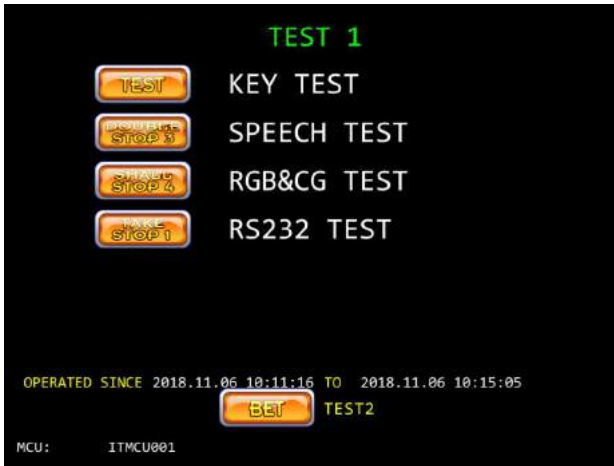 TEST 1
TEST KEY TEST
DOUBLE
STOP 3 SPEECH TEST
SMALL
STOP 4 RGB&CG TEST
TAKE
STOP 1 RS232 TEST
OPERATED SINCE 2018.11.06 10:11:16 TO 2018.11.06 10:15:05
BET TEST2
MCU: ITMCU001